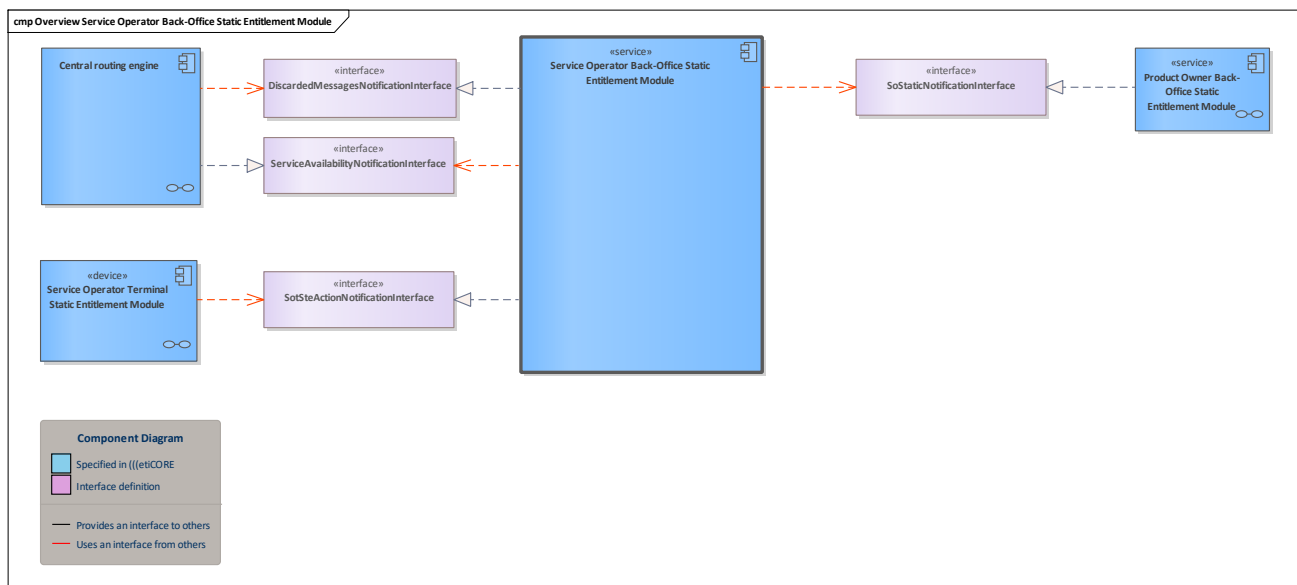 cmp Overview Service Operator Back-Office Static Entitlement Module
Central routing engine
«interface»
DiscardedMessagesNotificationInterface
«interface»
ServiceAvailabilityNotificationInterface
«service»
Service Operator Back-Office Static
Entitlement Module
«interface»
SoStaticNotificationInterface
«service»
Product Owner Back-
Office Static
Entitlement Module
«device»
Service Operator Terminal
Static Entitlement Module
«interface»
SotSteActionNotificationInterface
Component Diagram
Specified in (((etiCORE
Interface definition
Provides an interface to others
Uses an interface from others